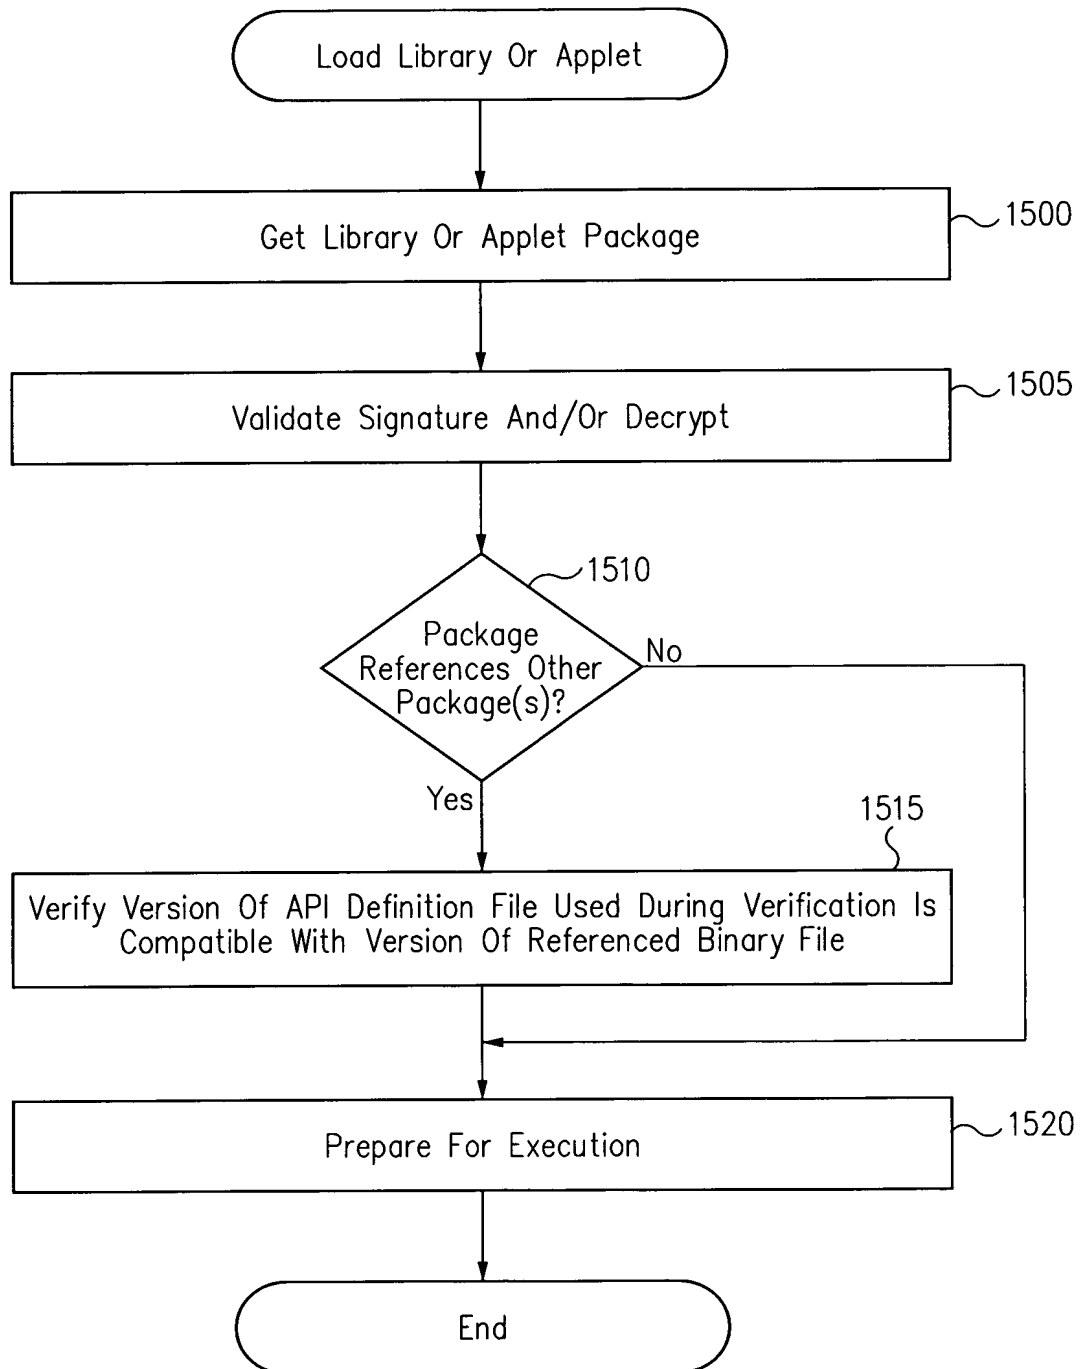 Load Library Or Applet
Get Library Or Applet Package
1500
Validate Signature And/Or Decrypt
1505
1510
Package
References Other
Package(s)?
No
Yes
1515
Verify Version Of API Definition File Used During Verification Is
Compatible With Version Of Referenced Binary File
Prepare For Execution
1520
End